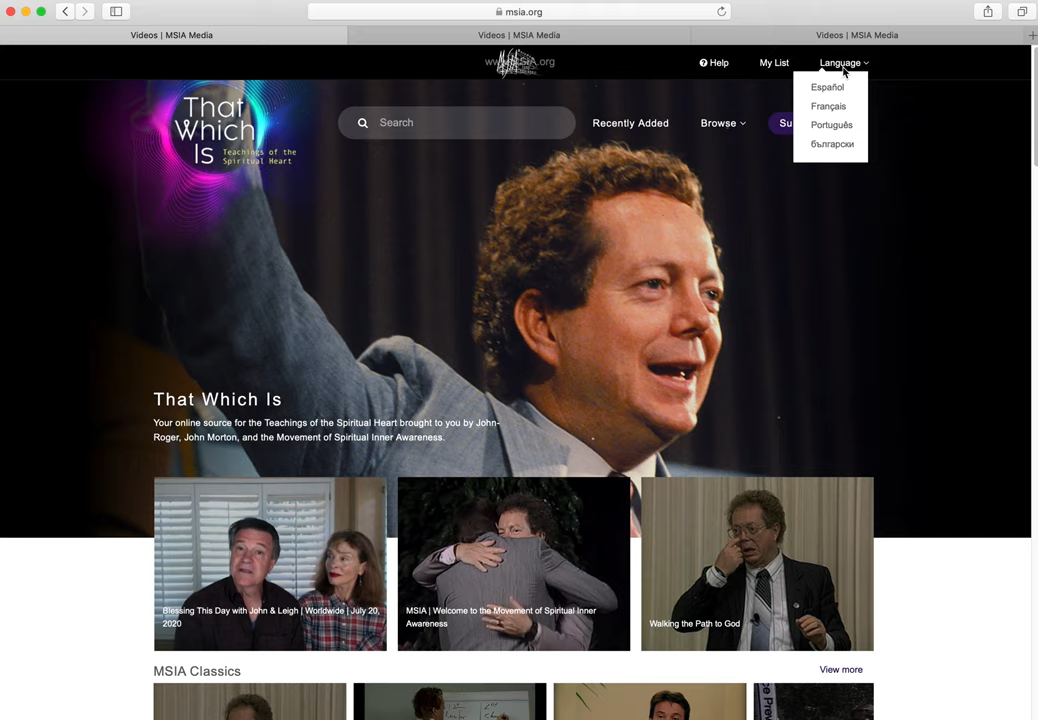 msia.org
Videos | MSIA Media
Videos | MSIA Media
Videos | MSIA Media
Help
My List
Language
Español
Français
Português
български
That
Which
Is
Teachings of the
Spiritual Heart
Search
Recently Added
Browse
Su
That Which Is
Your online source for the Teachings of the Spiritual Heart brought to you by John-
Roger, John Morton, and the Movement of Spiritual Inner Awareness.
Blessing This Day with John & Leigh | Worldwide | July 20,
2020
MSIA | Welcome to the Movement of Spiritual Inner
Awareness
Walking the Path to God
MSIA Classics
View more